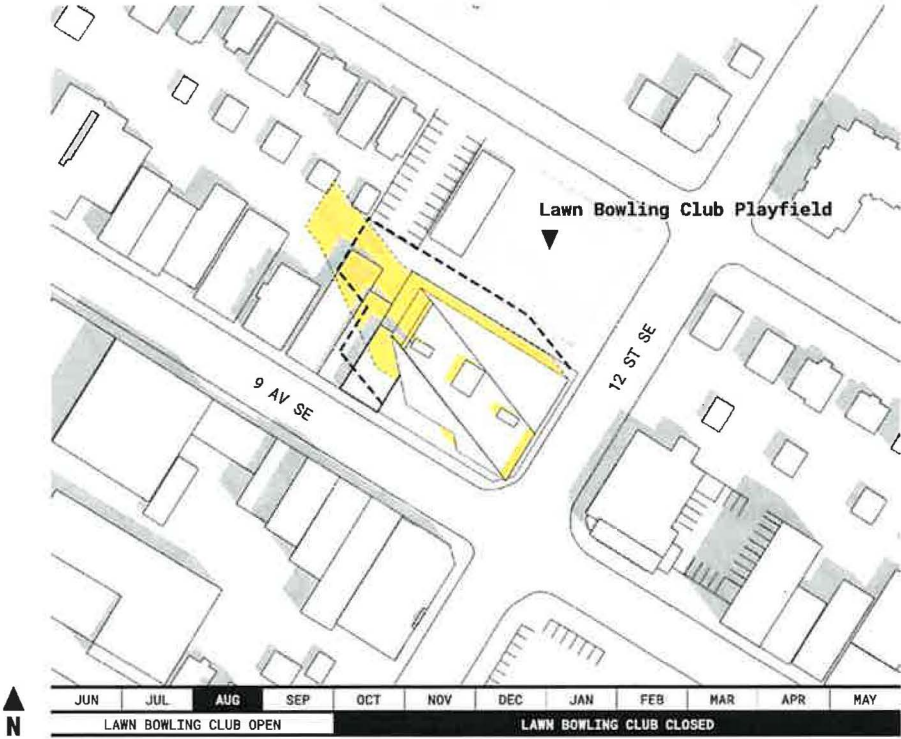 Lawn Bowling Club Playfield
12 ST SE
9 AV SE
JUN JUL AUG SEP OCT NOV DEC JAN FEB MAR APR MAY
LAWN BOWLING CLUB OPEN LAWN BOWLING CLUB CLOSED
N